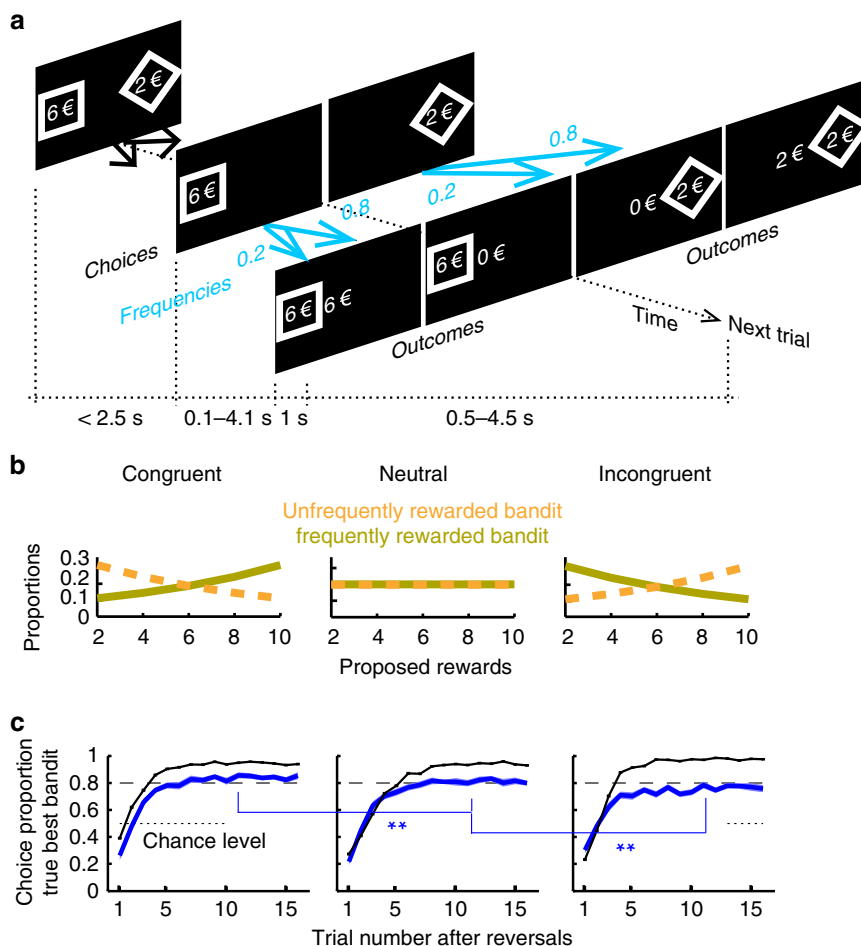 a
6 €
2 €
6 €
2 €
0.8
0.2
2 €
2 €
0 €
2 €
0.8
0.2
6 €
0 €
6 €
6 €
Choices
Frequencies
Outcomes
Outcomes
Time
Next trial
< 2.5 s
0.1–4.1 s
1 s
0.5–4.5 s
b
Congruent
Neutral
Incongruent
Unfrequently rewarded bandit
frequently rewarded bandit
Proportions
0.3
0.2
0.1
0
2 4 6 8 10
2 4 6 8 10
2 4 6 8 10
Proposed rewards
c
Choice proportion
true best bandit
1
0.8
0.6
0.4
0.2
0
Chance level
**
**
1 5 10 15
1 5 10 15
1 5 10 15
Trial number after reversals